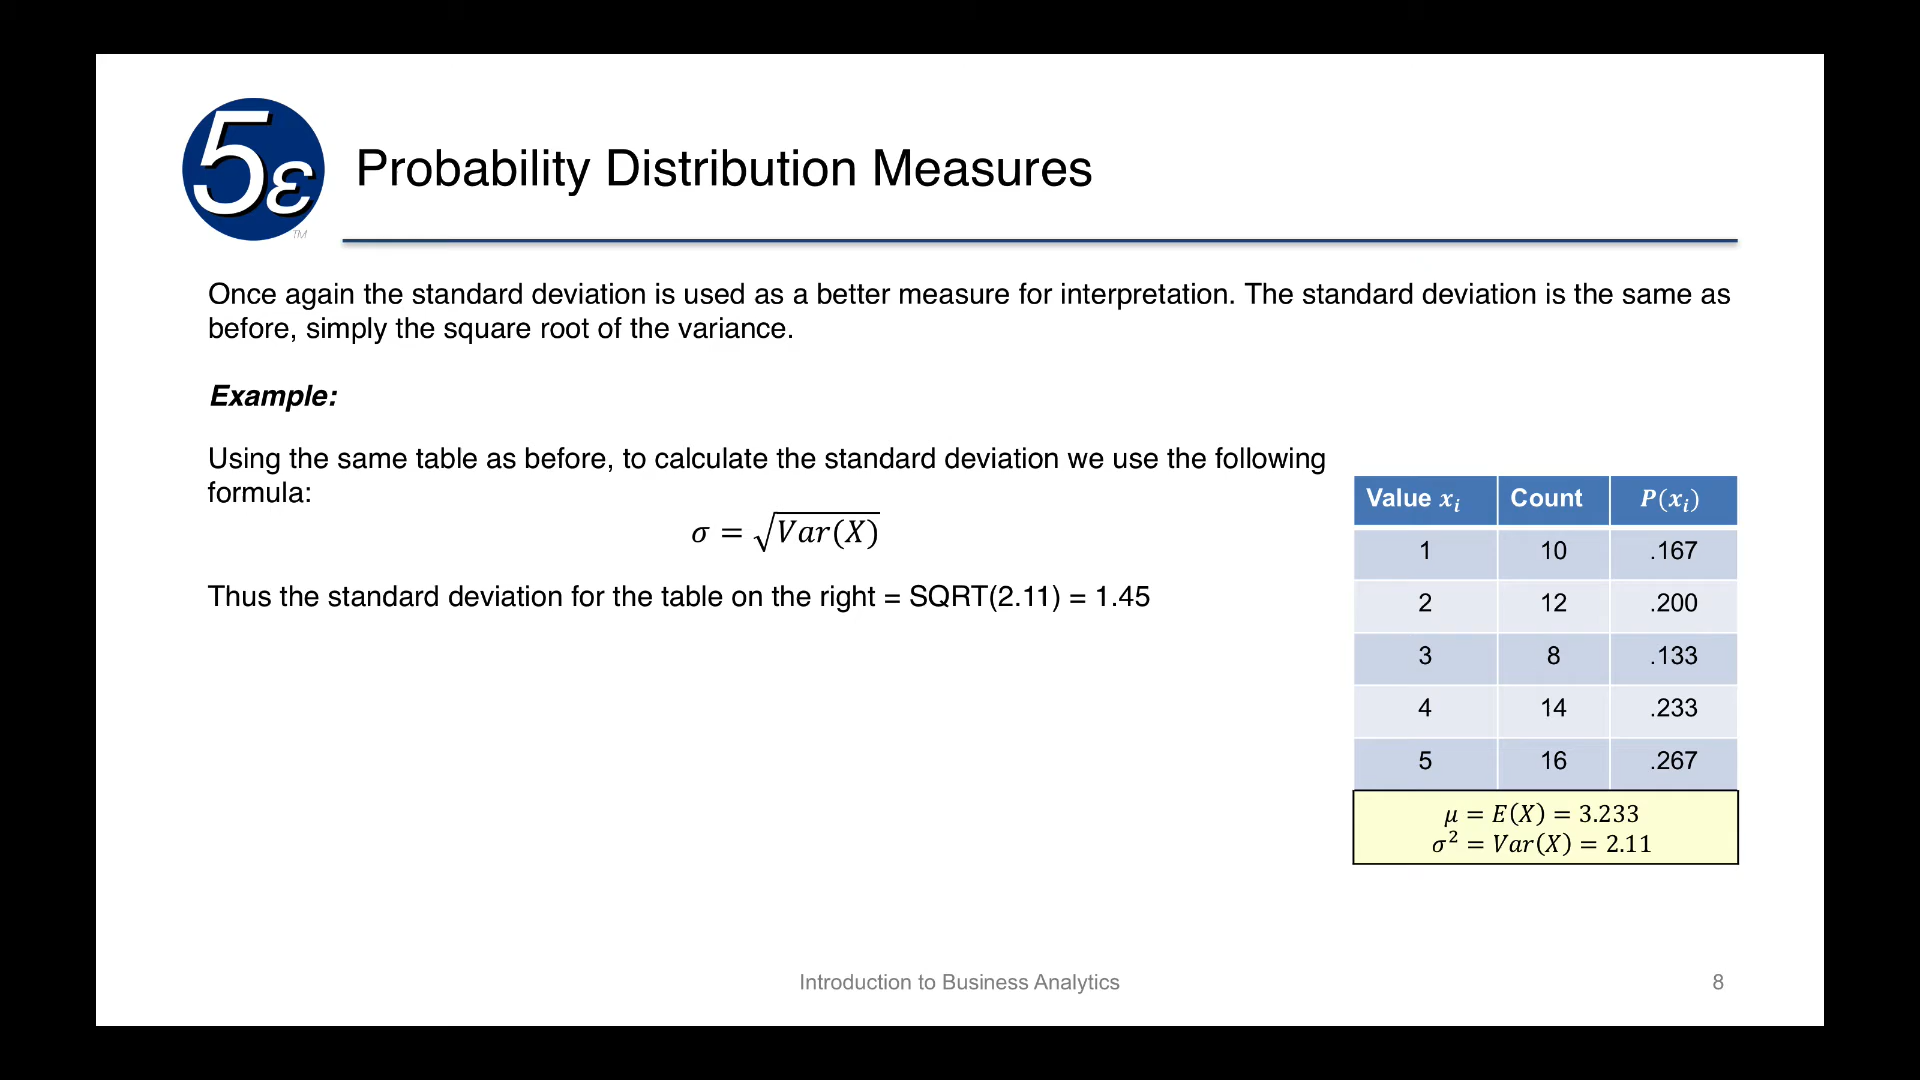 5ε
TM
Probability Distribution Measures
Once again the standard deviation is used as a better measure for interpretation. The standard deviation is the same as
before, simply the square root of the variance.
Example:
Using the same table as before, to calculate the standard deviation we use the following
formula:
σ = √Var(X)
Thus the standard deviation for the table on the right = SQRT(2.11) = 1.45
Value xᵢ Count P(xᵢ)
1 10 .167
2 12 .200
3 8 .133
4 14 .233
5 16 .267
μ = E(X) = 3.233
σ² = Var(X) = 2.11
Introduction to Business Analytics
8